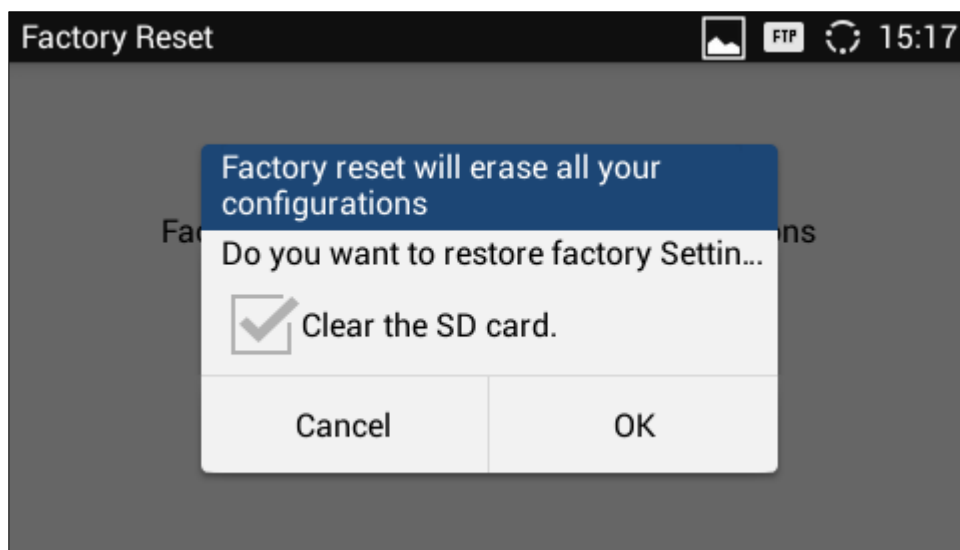 Factory Reset
FTP
15:17
Factory reset will erase all your
configurations
Do you want to restore factory Settin...
Clear the SD card.
Cancel
OK